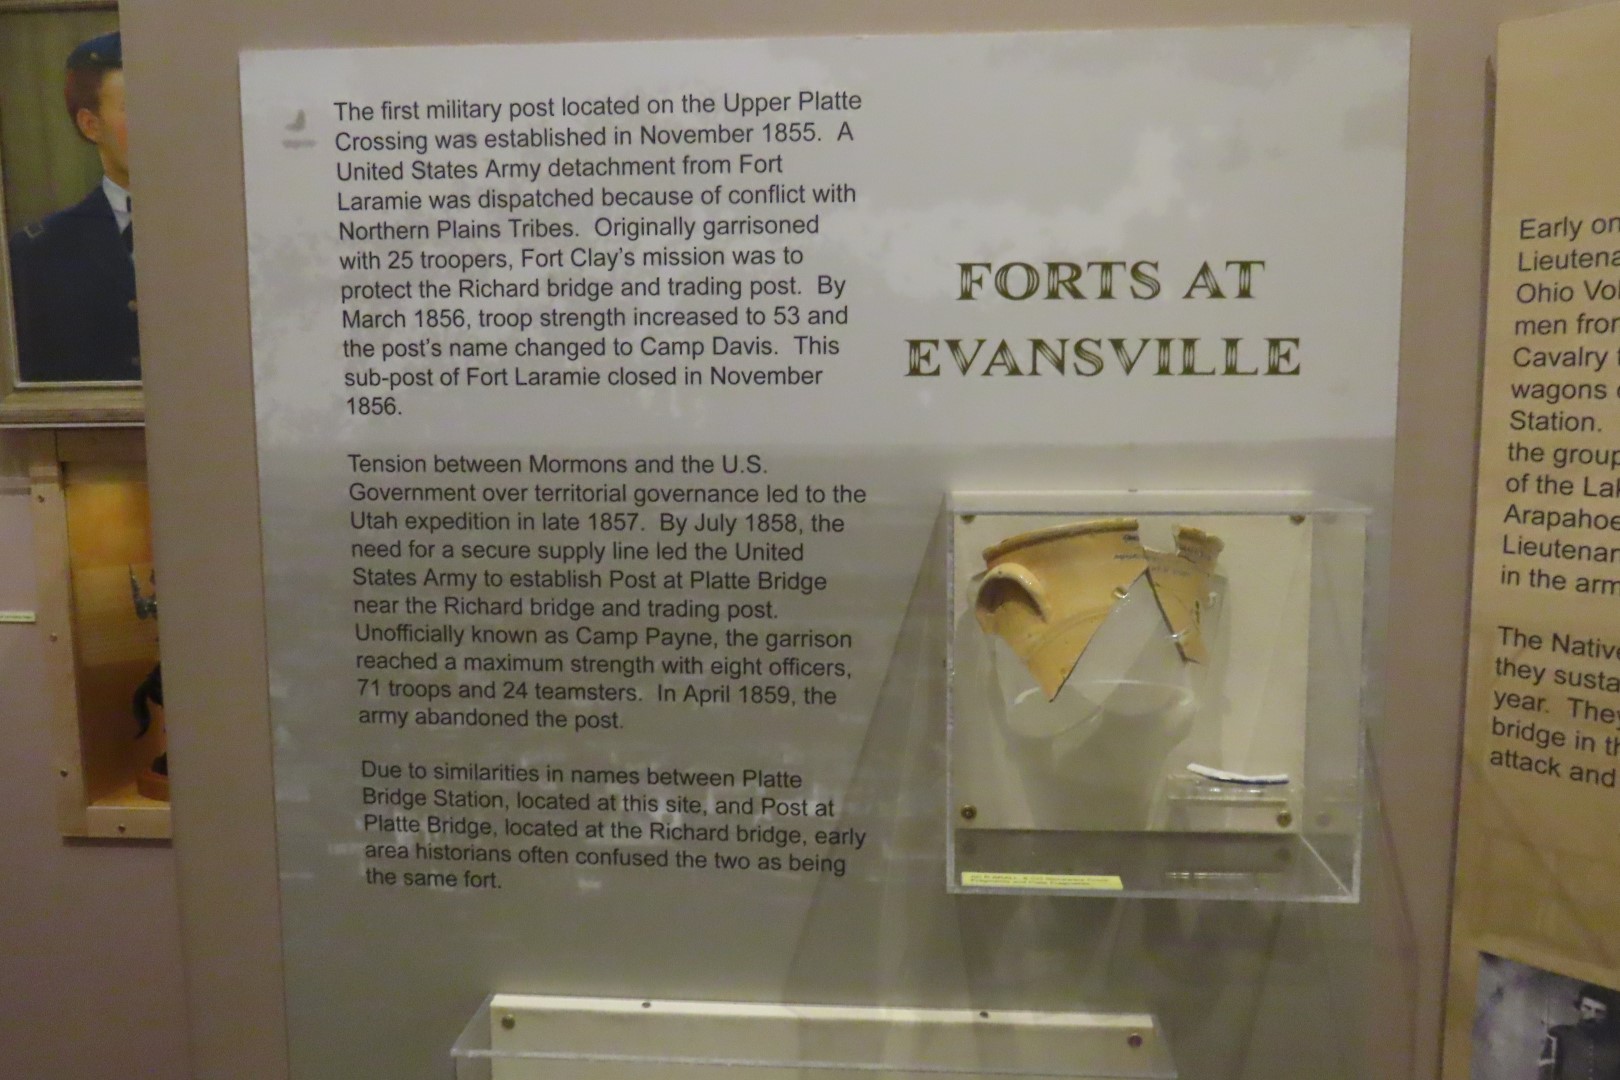 The first military post located on the Upper Platte
Crossing was established in November 1855. A
United States Army detachment from Fort
Laramie was dispatched because of conflict with
Northern Plains Tribes. Originally garrisoned
with 25 troopers, Fort Clay's mission was to
protect the Richard bridge and trading post. By
March 1856, troop strength increased to 53 and
the post's name changed to Camp Davis. This
sub-post of Fort Laramie closed in November
1856.
Tension between Mormons and the U.S.
Government over territorial governance led to the
Utah expedition in late 1857. By July 1858, the
need for a secure supply line led the United
States Army to establish Post at Platte Bridge
near the Richard bridge and trading post.
Unofficially known as Camp Payne, the garrison
reached a maximum strength with eight officers,
71 troops and 24 teamsters. In April 1859, the
army abandoned the post.
Due to similarities in names between Platte
Bridge Station, located at this site, and Post at
Platte Bridge, located at the Richard bridge, early
area historians often confused the two as being
the same fort.
FORTS AT
EVANSVILLE
Early on
Lieutena
Ohio Vol
men from
Cavalry
wagons
Station.
the group
of the Lak
Arapahoe
Lieutenan
in the arm
The Native
they susta
year. They
bridge in th
attack and